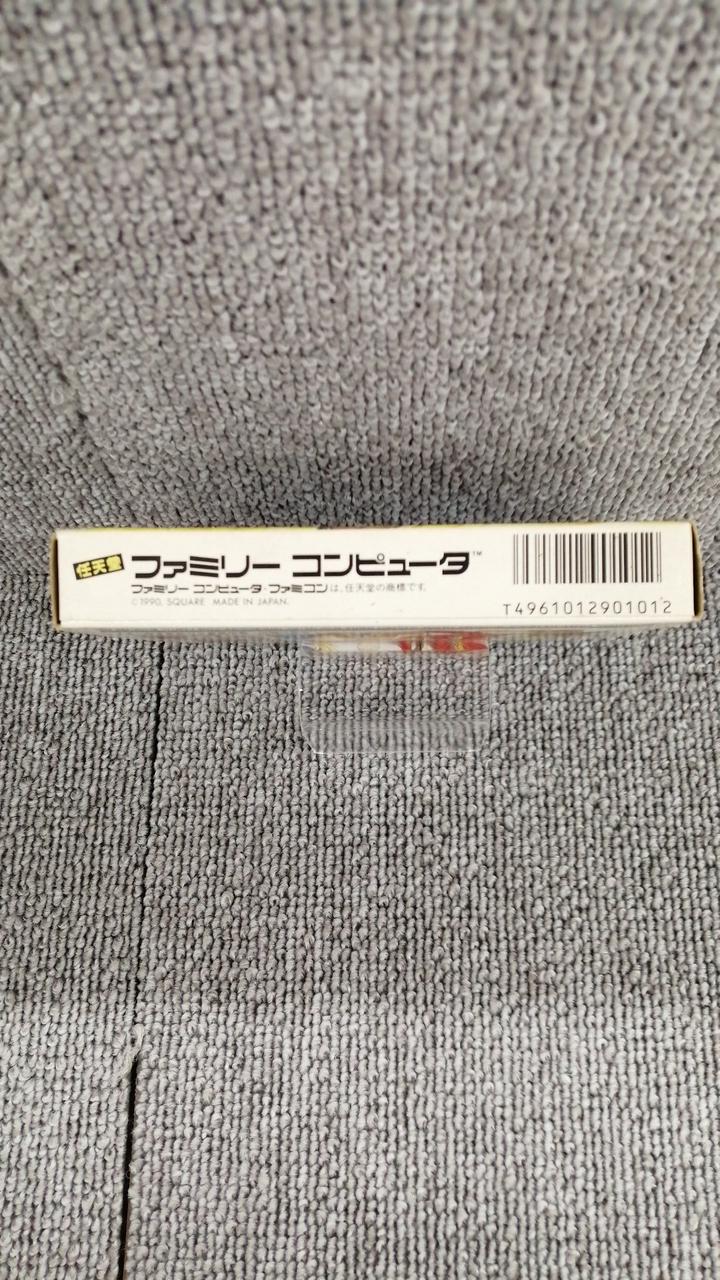 任天堂 ファミリー コンピュータ™
ファミリー コンピュータ・ファミコンは、任天堂の商標です。
©1990, SQUARE MADE IN JAPAN.
T4961012901012